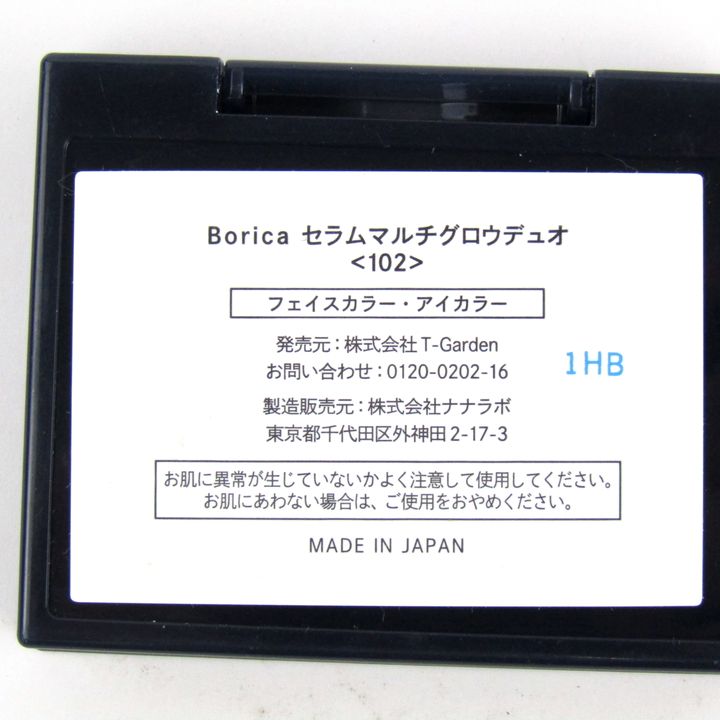 Borica セラムマルチグロウデュオ
<102>
フェイスカラー・アイカラー
発売元：株式会社T-Garden
お問い合わせ：0120-0202-16
1HB
製造販売元：株式会社ナナラボ
東京都千代田区外神田2-17-3
お肌に異常が生じていないかよく注意して使用してください。
お肌にあわない場合は、ご使用をおやめください。
MADE IN JAPAN